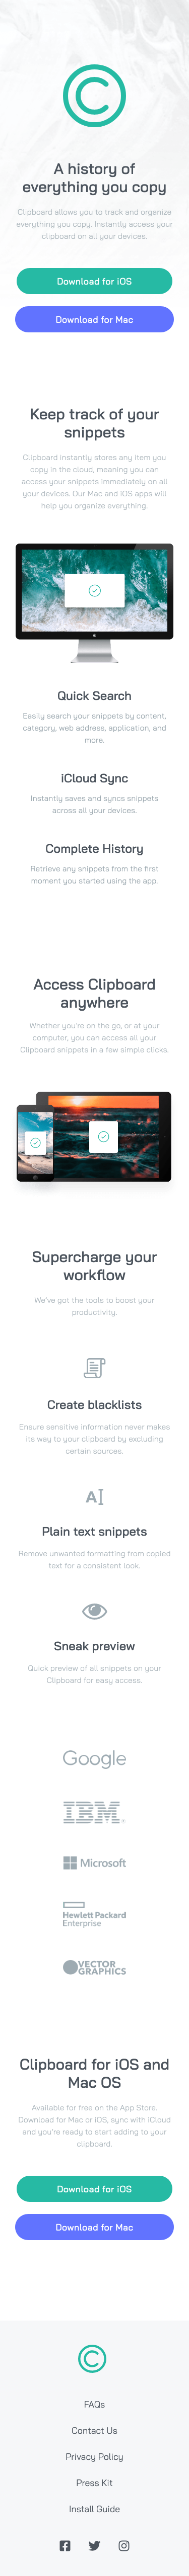 A history of
everything you copy
Clipboard allows you to track and organize
everything you copy. Instantly access your
clipboard on all your devices.
Download for iOS
Download for Mac
Keep track of your
snippets
Clipboard instantly stores any item you
copy in the cloud, meaning you can
access your snippets immediately on all
your devices. Our Mac and iOS apps will
help you organize everything.
Quick Search
Easily search your snippets by content,
category, web address, application, and
more.
iCloud Sync
Instantly saves and syncs snippets
across all your devices.
Complete History
Retrieve any snippets from the first
moment you started using the app.
Access Clipboard
anywhere
Whether you're on the go, or at your
computer, you can access all your
Clipboard snippets in a few simple clicks.
Supercharge your
workflow
We've got the tools to boost your
productivity.
Create blacklists
Ensure sensitive information never makes
its way to your clipboard by excluding
certain sources.
A
Plain text snippets
Remove unwanted formatting from copied
text for a consistent look.
Sneak preview
Quick preview of all snippets on your
Clipboard for easy access.
Google
IBM
Microsoft
Hewlett Packard
Enterprise
VECTOR
GRAPHICS
Clipboard for iOS and
Mac OS
Available for free on the App Store.
Download for Mac or iOS, sync with iCloud
and you're ready to start adding to your
clipboard.
Download for iOS
Download for Mac
FAQs
Contact Us
Privacy Policy
Press Kit
Install Guide